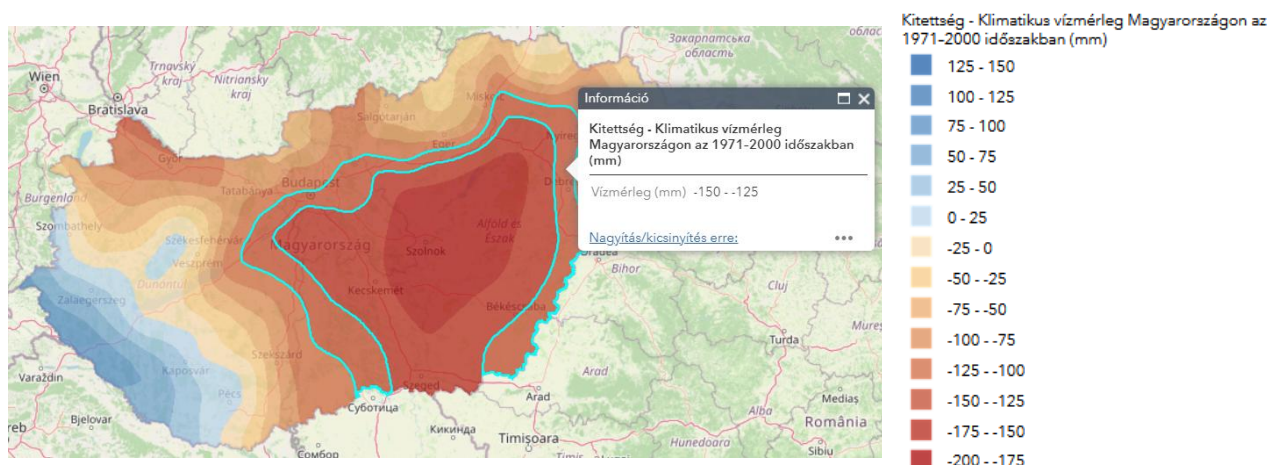 Закарпатська
область
Wien
Trnavský
kraj
Nitriansky
kraj
Bratislava
Miskolc
Salgótarján
Eger
Győr
Tatabánya
Budapest
Burgenland
Szombathely
Székesfehérvár
Magyarország
Veszprém
Dunántúl
Alföld és
Észak
Szolnok
Kecskemét
Békéscsaba
Zalaegerszeg
Szekszárd
Kaposvár
Pécs
Szeged
Oradea
Bihor
Cluj
Turda
Mureș
Varaždin
Bjelovar
Суботица
Arad
Arad
Alba
Mediaș
România
Кикинда
Timișoara
Hunedoara
Sibiu
Сомбор
Információ
Kitettség - Klimatikus vízmérleg
Magyarországon az 1971-2000 időszakban
(mm)
Vízmérleg (mm) -150 - -125
Nagyítás/kicsinyítés erre:
Kitettség - Klimatikus vízmérleg Magyarországon az
1971-2000 időszakban (mm)
125 - 150
100 - 125
75 - 100
50 - 75
25 - 50
0 - 25
-25 - 0
-50 - -25
-75 - -50
-100 - -75
-125 - -100
-150 - -125
-175 - -150
-200 - -175